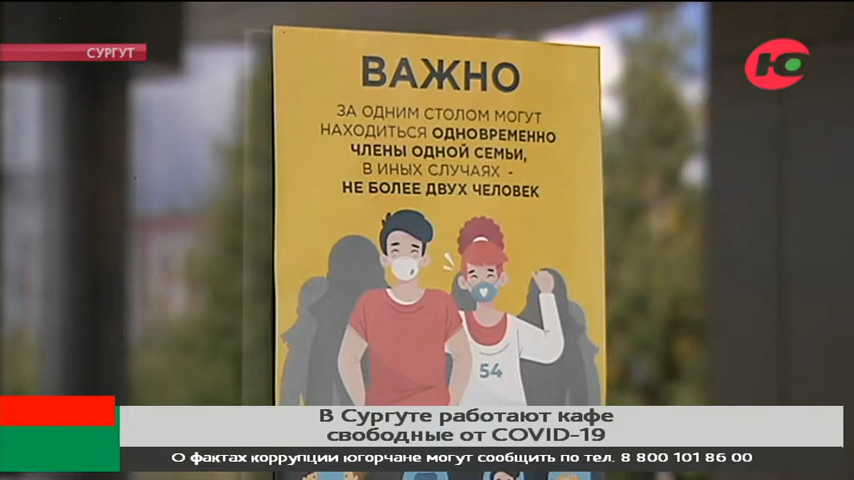 СУРГУТ
Ю
ВАЖНО
ЗА ОДНИМ СТОЛОМ МОГУТ
НАХОДИТЬСЯ ОДНОВРЕМЕННО
ЧЛЕНЫ ОДНОЙ СЕМЬИ,
В ИНЫХ СЛУЧАЯХ -
НЕ БОЛЕЕ ДВУХ ЧЕЛОВЕК
54
В Сургуте работают кафе
свободные от COVID-19
О фактах коррупции югорчане могут сообщить по тел. 8 800 101 86 00